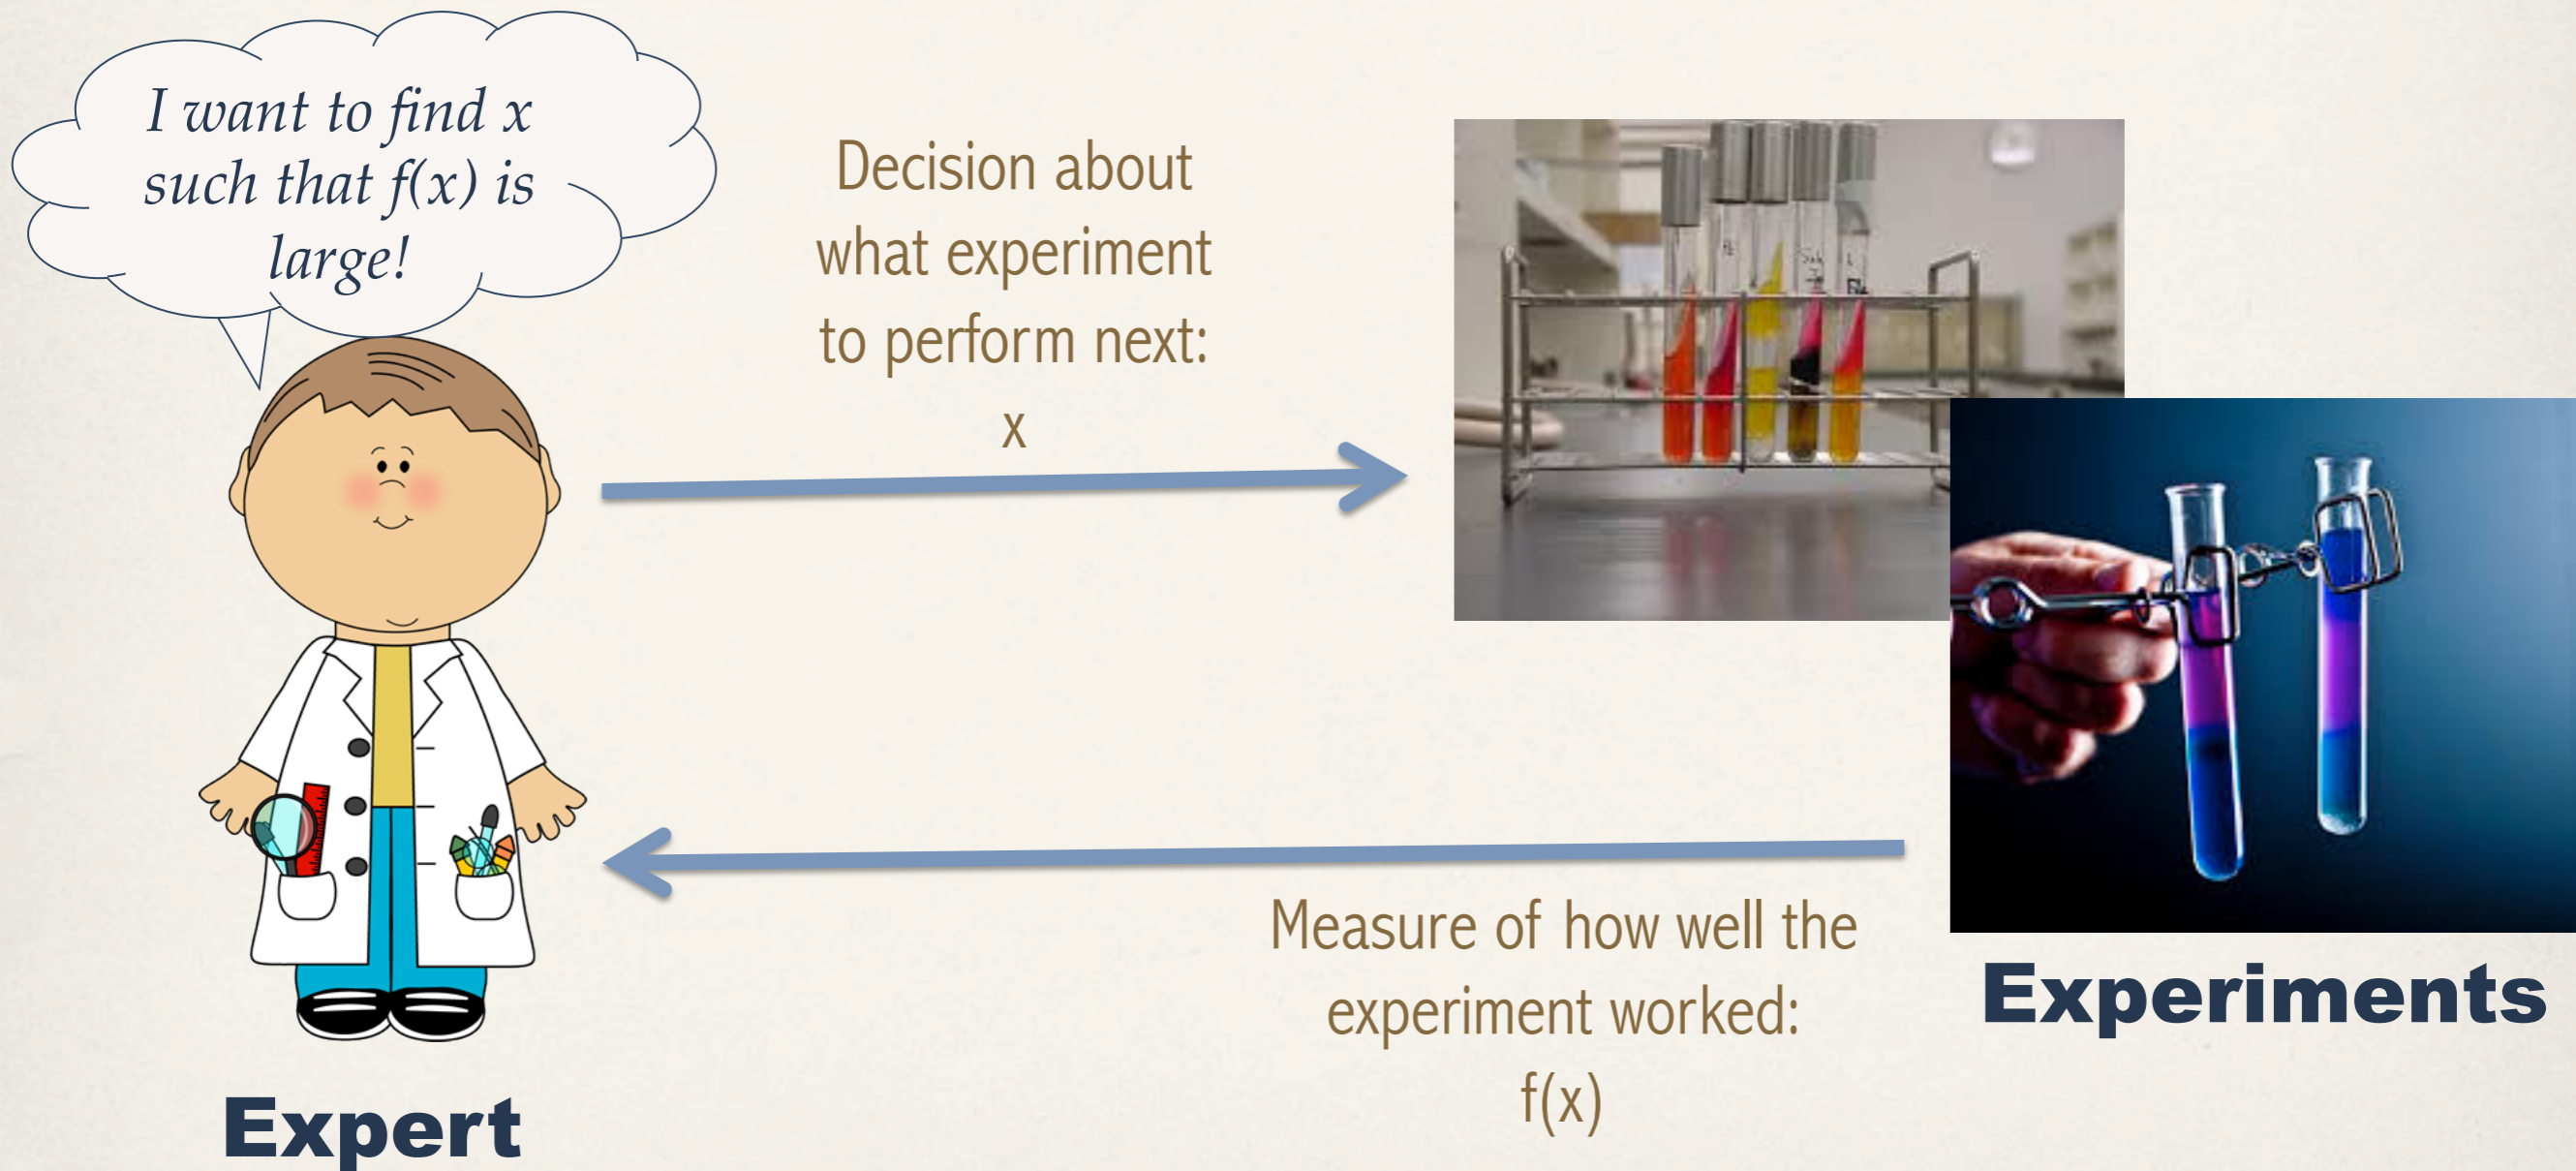 I want to find x
such that f(x) is
large!
Decision about
what experiment
to perform next:
x
Measure of how well the
experiment worked:
f(x)
Experiments
Expert